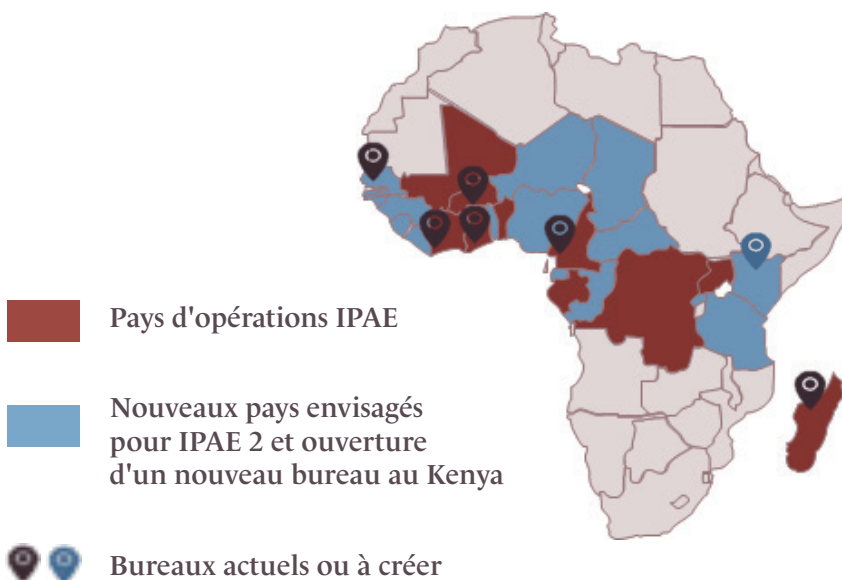 Pays d'opérations IPAE
Nouveaux pays envisagés
pour IPAE 2 et ouverture
d'un nouveau bureau au Kenya
Bureaux actuels ou à créer